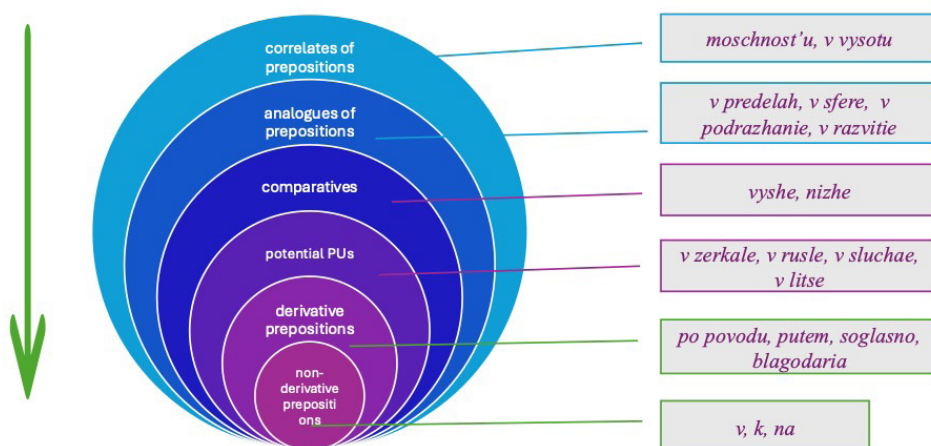 correlates of
prepositions
moschnost'u, v vysotu
analogues of
prepositions
v predelah, v sfere, v
podrazhanie, v razvitie
comparatives
vyshe, nizhe
potential PUs
v zerkale, v rusle, v sluchae,
v litse
derivative
prepositions
po povodu, putem, soglasno,
blagodaria
non-
derivative
prepositi
ons
v, k, na